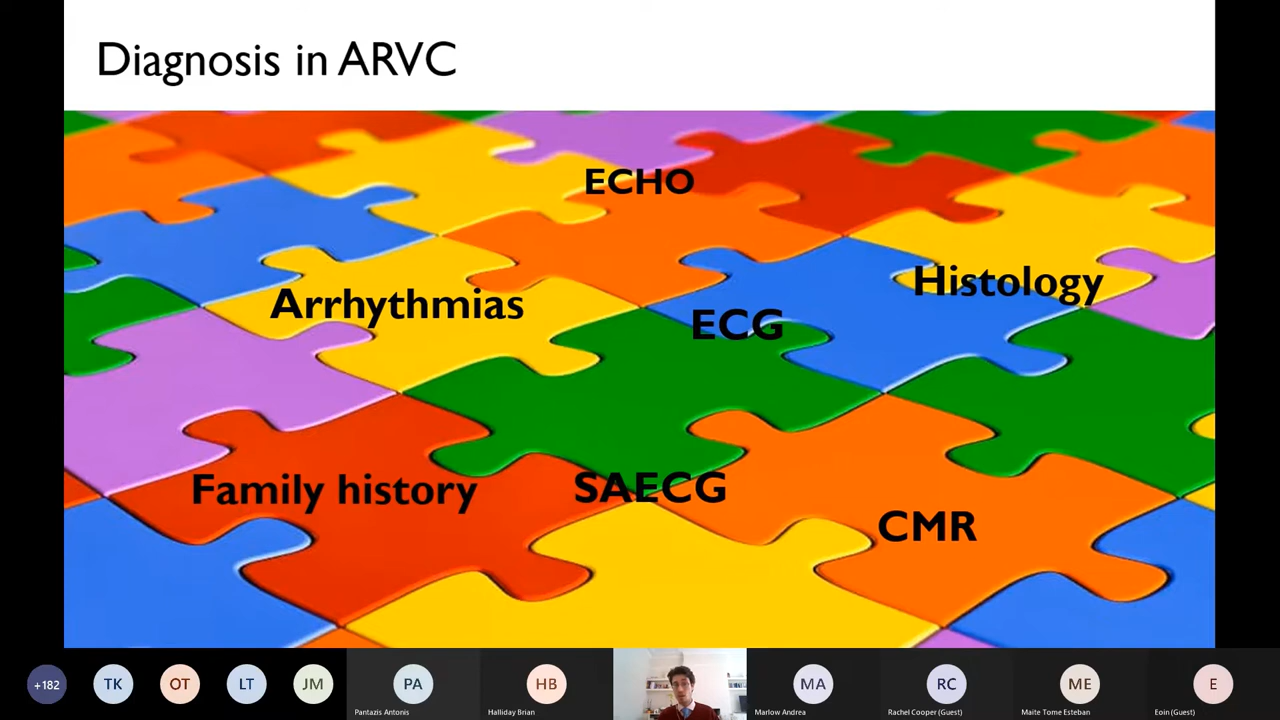 Diagnosis in ARVC
ECHO
Histology
Arrhythmias
ECG
Family history
SAECG
CMR
+182
TK
OT
LT
JM
PA
HB
MA
RC
ME
E
Pantazis Antonis
Halliday Brian
Marlow Andrea
Rachel Cooper (Guest)
Maite Tome Esteban
Eoin (Guest)